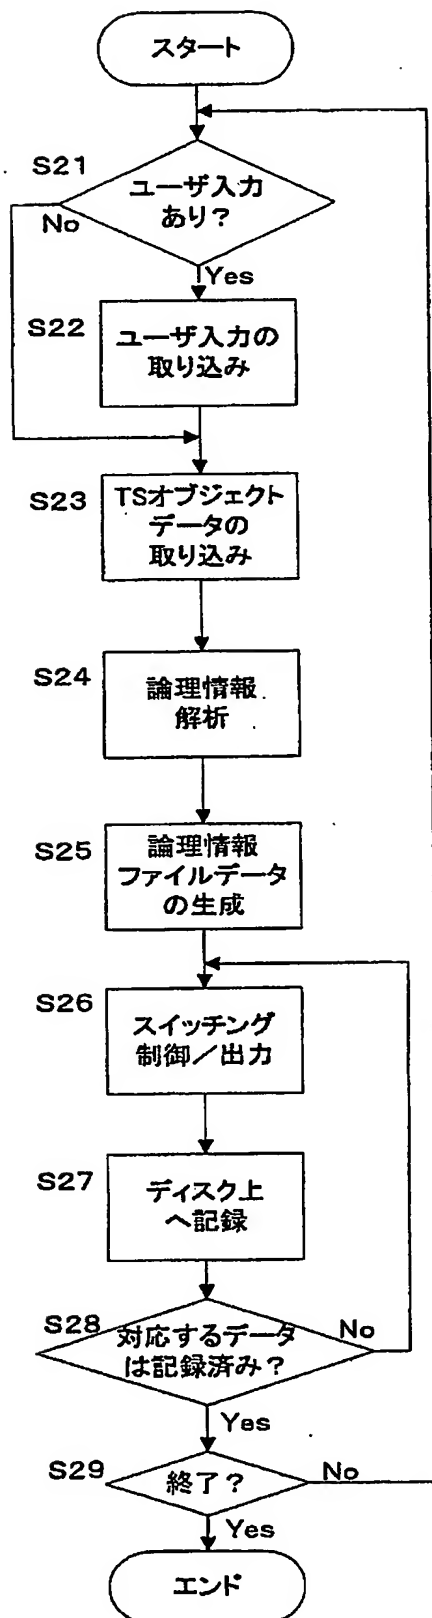 スタート
S21
ユーザ入力
あり?
No
Yes
S22
ユーザ入力の
取り込み
S23
TSオブジェクト
データの
取り込み
S24
論理情報
解析
S25
論理情報
ファイルデータ
の生成
S26
スイッチング
制御/出力
S27
ディスク上
へ記録
S28
対応するデータ
は記録済み?
No
Yes
S29
終了?
No
Yes
エンド